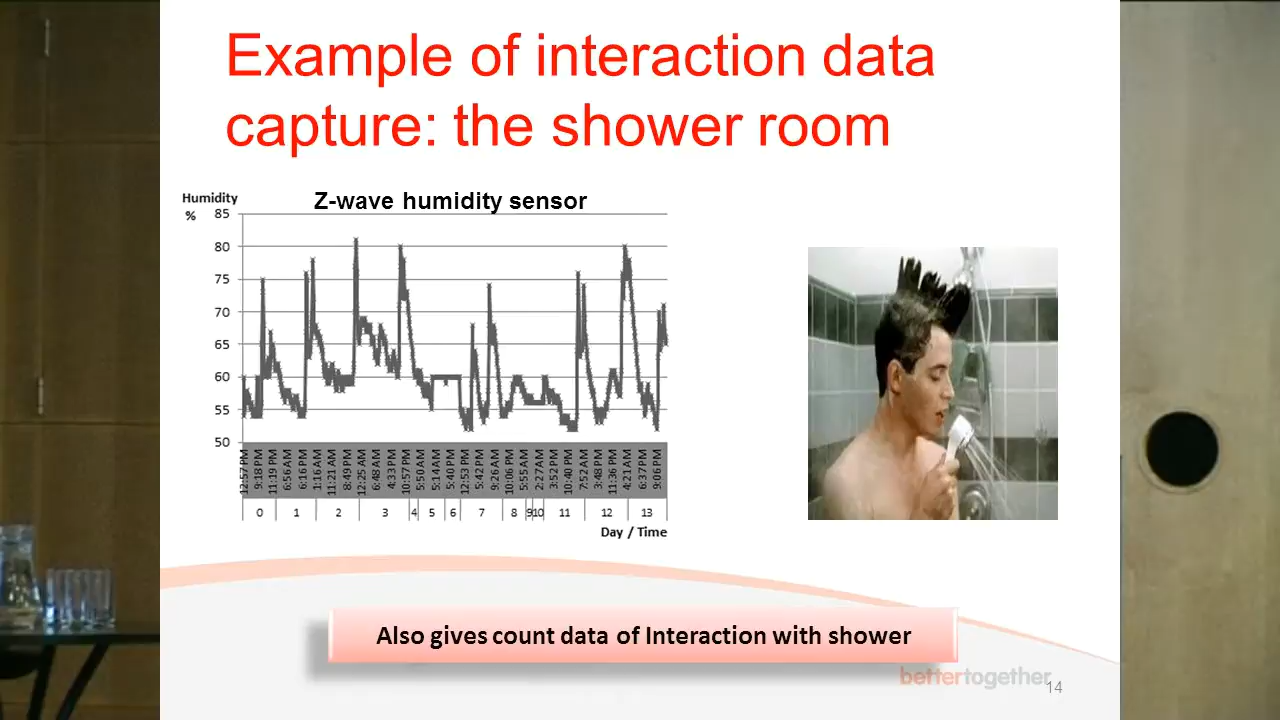 Example of interaction data
capture: the shower room
Z-wave humidity sensor
Humidity
%
85
80
75
70
65
60
55
50
12:57 PM
9:18 PM
11:19 PM
6:56 AM
6:16 PM
1:16 AM
11:21 AM
8:49 PM
12:25 AM
6:48 AM
4:33 PM
10:57 PM
5:50 AM
5:14 AM
5:40 PM
12:53 PM
5:42 PM
9:26 AM
10:06 PM
5:55 AM
2:27 AM
3:52 PM
10:40 PM
7:52 AM
3:48 PM
11:36 PM
4:21 AM
6:37 PM
9:06 PM
0 1 2 3 4 5 6 7 8 9 10 11 12 13
Day / Time
Also gives count data of Interaction with shower
bettertogether
14